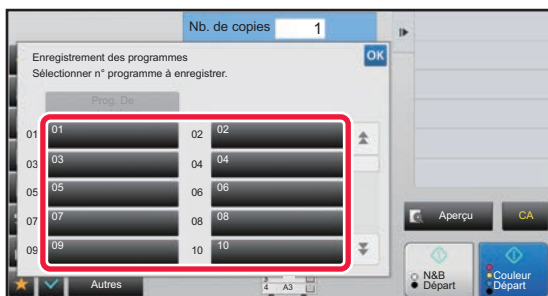 Nb. de copies 1
Enregistrement des programmes
OK
Sélectionner n° programme à enregistrer.
Prog. De
01 01 02 02
03 03 04 04
05 05 06 06
07 07 08 08
09 09 10 10
Aperçu CA
Autres
4 A3
N&B
Départ
Couleur
Départ